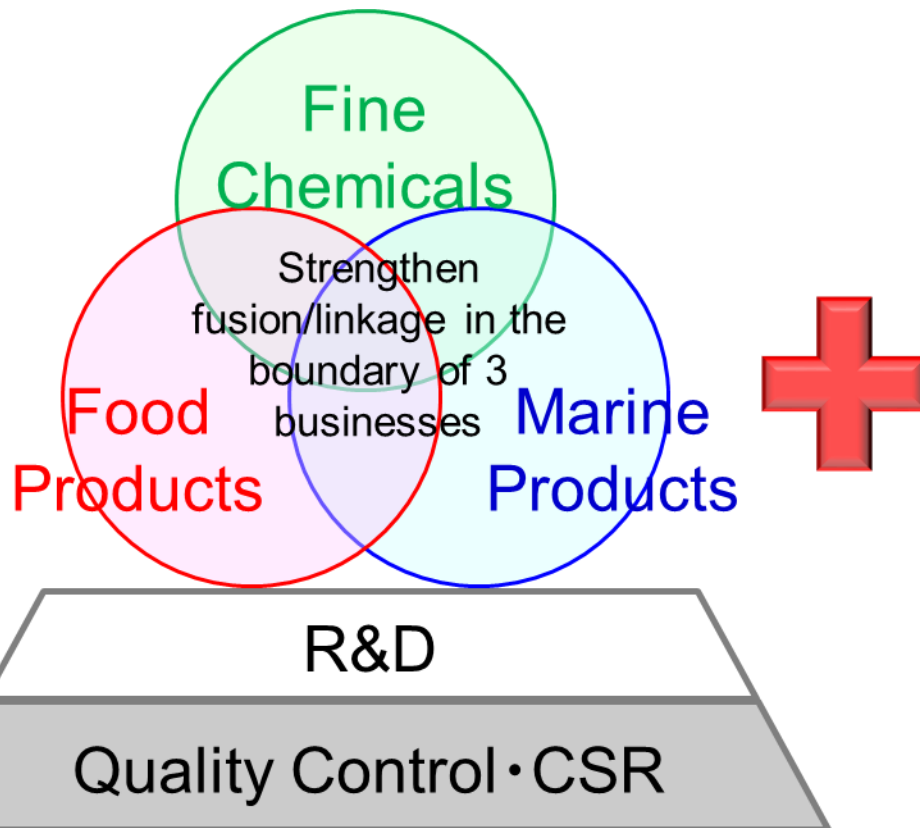 Fine
Chemicals
Strengthen
fusion/linkage in the
boundary of 3
businesses
Food
Products
Marine
Products
R&D
Quality Control・CSR